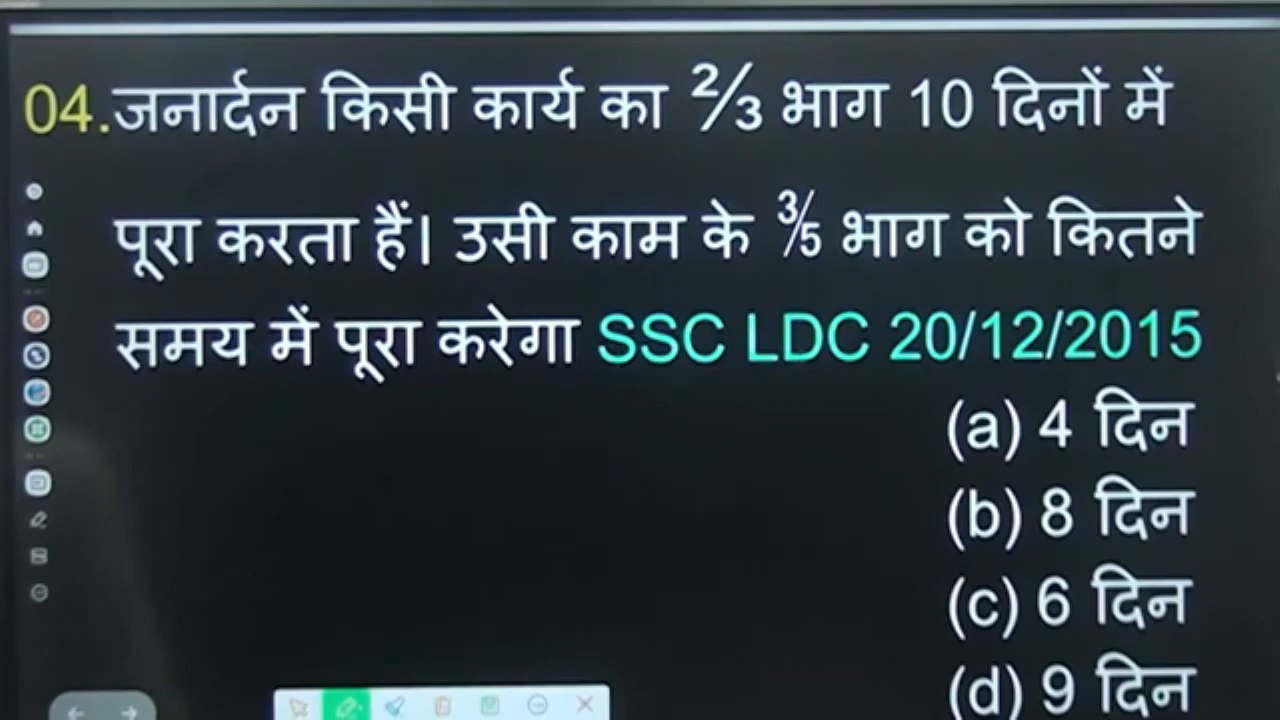 04.जनार्दन किसी कार्य का ⅔ भाग 10 दिनों में
पूरा करता हैं। उसी काम के ⅗ भाग को कितने
समय में पूरा करेगा SSC LDC 20/12/2015
(a) 4 दिन
(b) 8 दिन
(c) 6 दिन
(d) 9 दिन